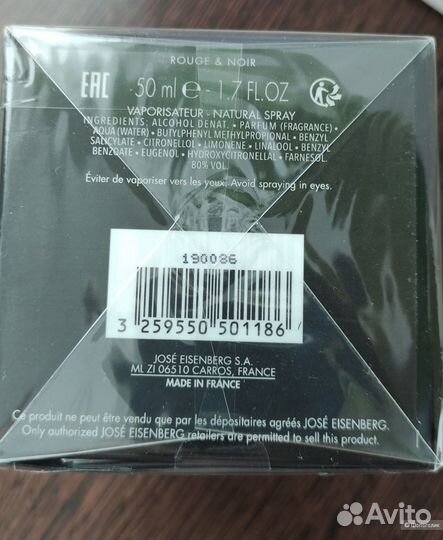 ROUGE & NOIR
EAC 50 ml e - 1.7 FL.OZ
VAPORISATEUR - NATURAL SPRAY
INGREDIENTS: ALCOHOL DENAT. • PARFUM (FRAGRANCE) •
AQUA (WATER) • BUTYLPHENYL METHYLPROPIONAL • BENZYL
SALICYLATE • CITRONELLOL • LIMONENE • LINALOOL • BENZYL
BENZOATE • EUGENOL • HYDROXYCITRONELLAL • FARNESOL.
80% VOL.
Éviter de vaporiser vers les yeux. Avoid spraying in eyes.
190086
3 259550 501186
JOSÉ EISENBERG S.A.
ML ZI 06510 CARROS, FRANCE
MADE IN FRANCE
Ce produit ne peut être vendu que par les dépositaires agréés JOSÉ EISENBERG.
Only authorized JOSÉ EISENBERG retailers are permitted to sell this product.
Avito